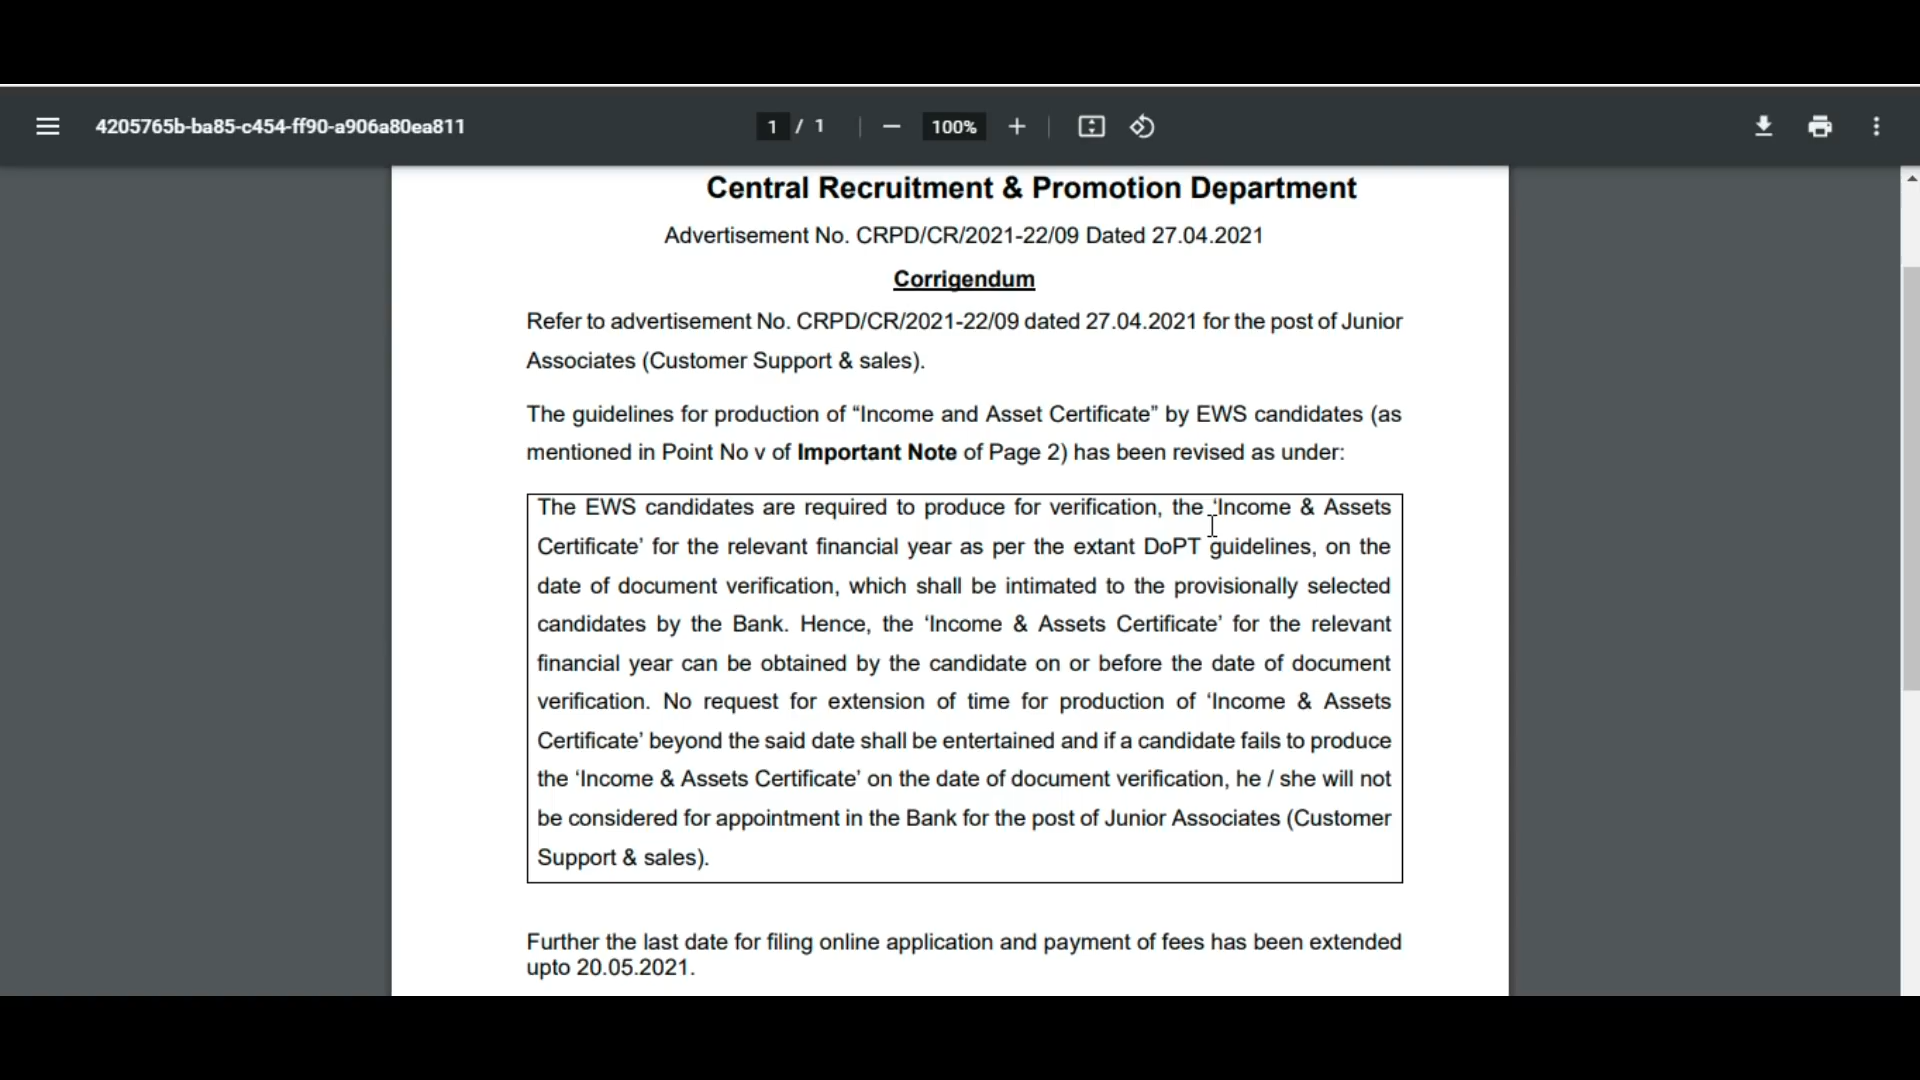 4205765b-ba85-c454-ff90-a906a80ea811
1 / 1
100%
Central Recruitment & Promotion Department
Advertisement No. CRPD/CR/2021-22/09 Dated 27.04.2021
Corrigendum
Refer to advertisement No. CRPD/CR/2021-22/09 dated 27.04.2021 for the post of Junior
Associates (Customer Support & sales).
The guidelines for production of “Income and Asset Certificate” by EWS candidates (as
mentioned in Point No v of Important Note of Page 2) has been revised as under:
The EWS candidates are required to produce for verification, the ‘Income & Assets
Certificate’ for the relevant financial year as per the extant DoPT guidelines, on the
date of document verification, which shall be intimated to the provisionally selected
candidates by the Bank. Hence, the ‘Income & Assets Certificate’ for the relevant
financial year can be obtained by the candidate on or before the date of document
verification. No request for extension of time for production of ‘Income & Assets
Certificate’ beyond the said date shall be entertained and if a candidate fails to produce
the ‘Income & Assets Certificate’ on the date of document verification, he / she will not
be considered for appointment in the Bank for the post of Junior Associates (Customer
Support & sales).
Further the last date for filing online application and payment of fees has been extended
upto 20.05.2021.